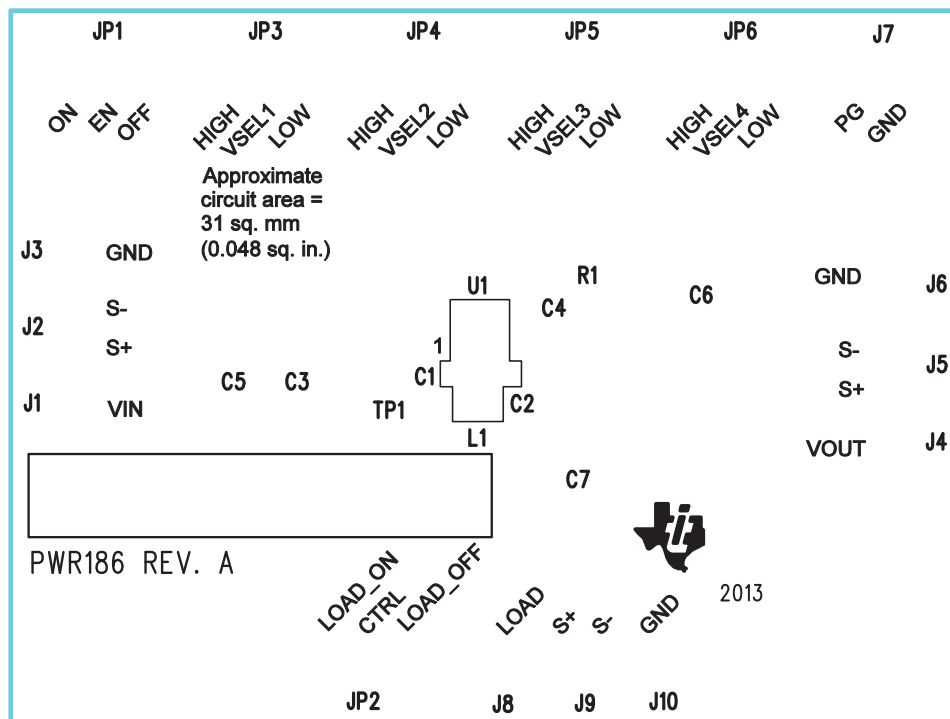 JP1 JP3 JP4 JP5 JP6 J7
ON EN OFF HIGH VSEL1 LOW HIGH VSEL2 LOW HIGH VSEL3 LOW HIGH VSEL4 LOW PG GND
Approximate
circuit area =
31 sq. mm
(0.048 sq. in.)
J3 GND
R1
GND J6
U1
C6
S-
C4
J2
1
S+
S-
J5
C5 C3
C1
S+
J1 VIN
TP1
C2
L1
VOUT J4
C7
PWR186 REV. A
LOAD_ON CTRL LOAD_OFF
LOAD S+ S- GND
2013
JP2 J8 J9 J10